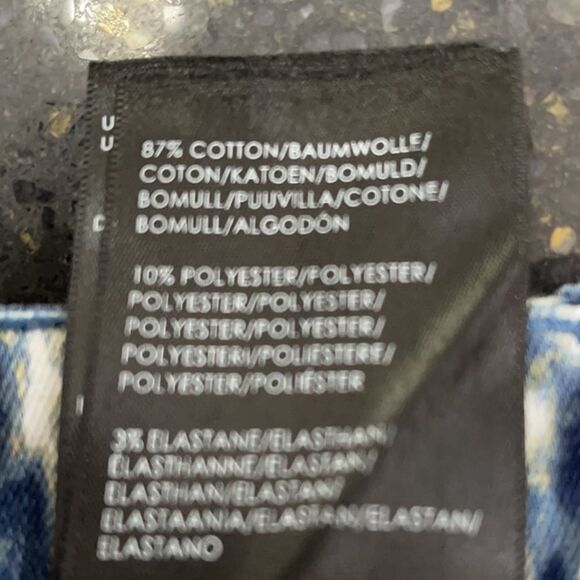 87% COTTON/BAUMWOLLE/
COTON/KATOEN/BOMULD/
BOMULL/PUUVILLA/COTONE/
BOMULL/ALGODÓN
10% POLYESTER/POLYESTER/
POLYESTER/POLYESTER/
POLYESTER/POLYESTER/
POLYESTERI/POLIESTERE/
POLYESTER/POLIÉSTER
3% ELASTANE/ELASTHAN/
ELASTHANNE/ELASTAN/
ELASTHAN/ELASTAN/
ELASTAANIA/ELASTAN/ELASTAN/
ELASTANO